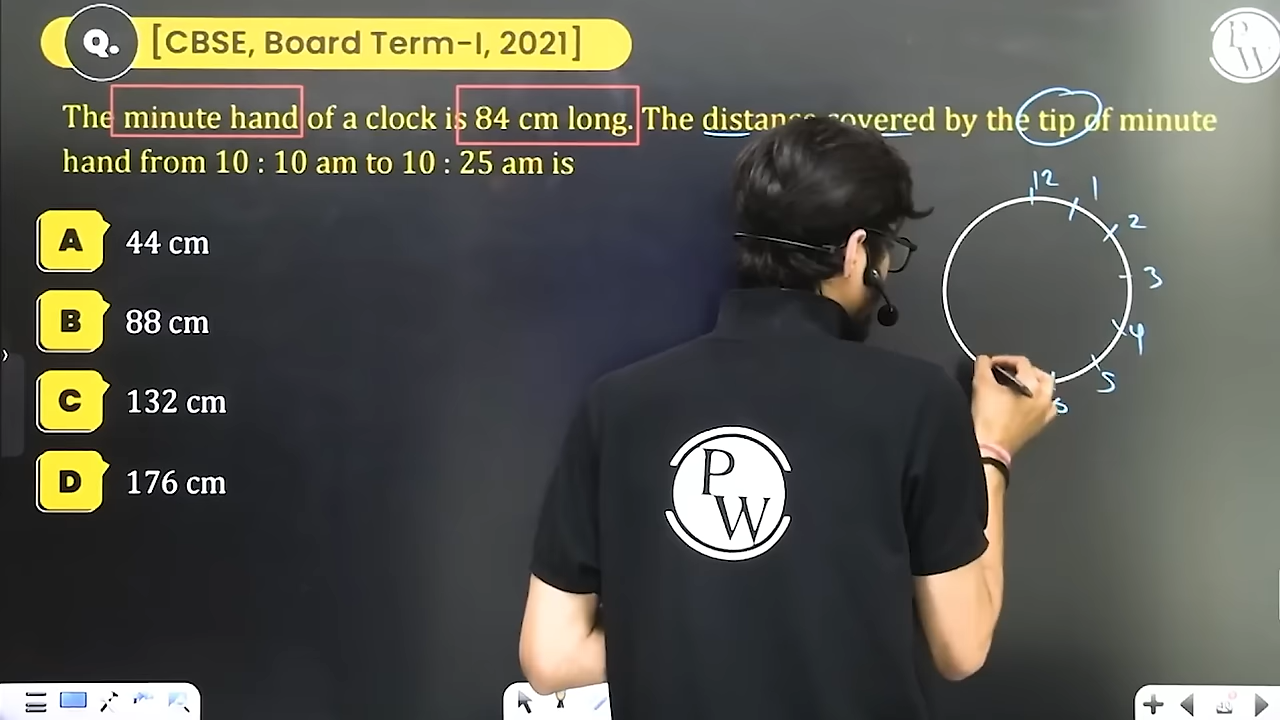 Q. [CBSE, Board Term-I, 2021]
P W
The minute hand of a clock is 84 cm long. The distance covered by the tip of minute
hand from 10 : 10 am to 10 : 25 am is
A 44 cm
B 88 cm
C 132 cm
D 176 cm
12
1
2
3
4
5
6
P W